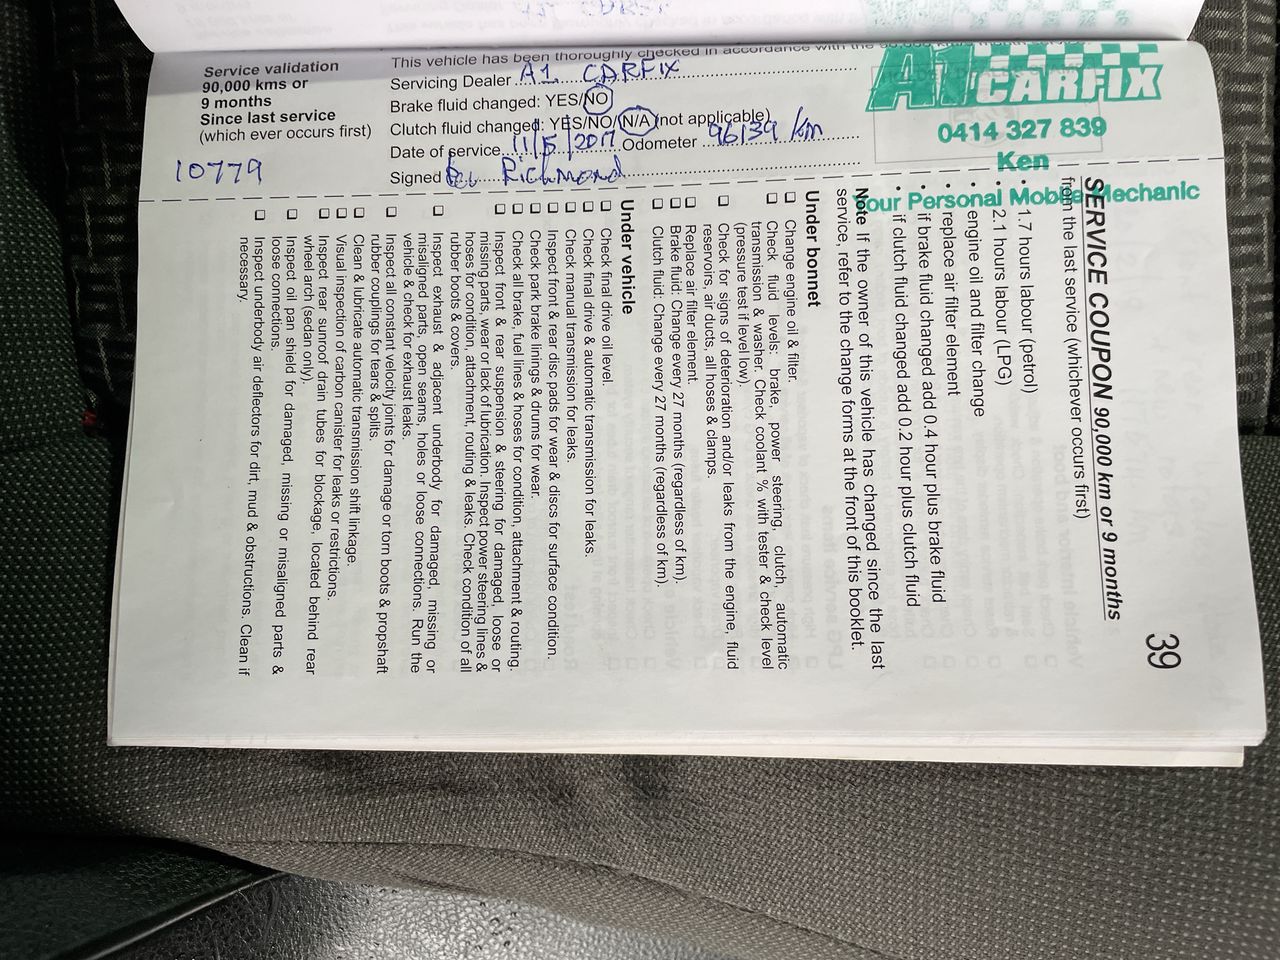 Service validation
90,000 kms or
9 months
Since last service
(which ever occurs first)
10779
This vehicle has been thoroughly checked in accordance with the
Servicing Dealer A1 CARFIX
Brake fluid changed: YES/NO
Clutch fluid changed: YES/NO/N/A (not applicable)
Date of service 11/5/2017 Odometer 96139 km
Signed Richmond
A1 CARFIX
0414 327 839
Ken
Your Personal Mobile Mechanic
39
SERVICE COUPON 90,000 km or 9 months
from the last service (whichever occurs first)
• 1.7 hours labour (petrol)
• 2.1 hours labour (LPG)
• engine oil and filter change
• replace air filter element
• if brake fluid changed add 0.4 hour plus brake fluid
• if clutch fluid changed add 0.2 hour plus clutch fluid
Note If the owner of this vehicle has changed since the last
service, refer to the change forms at the front of this booklet.
Under bonnet
❑ Change engine oil & filter.
❑ Check fluid levels: brake, power steering, clutch, automatic
transmission & washer. Check coolant % with tester & check level
(pressure test if level low).
❑ Check for signs of deterioration and/or leaks from the engine, fluid
reservoirs, air ducts, all hoses & clamps.
❑ Replace air filter element.
❑ Brake fluid: Change every 27 months (regardless of km).
❑ Clutch fluid: Change every 27 months (regardless of km).
Under vehicle
❑ Check final drive oil level.
❑ Check final drive & automatic transmission for leaks.
❑ Check manual transmission for leaks.
❑ Inspect front & rear disc pads for wear & discs for surface condition.
❑ Check park brake linings & drums for wear.
❑ Check all brake, fuel lines & hoses for condition, attachment & routing.
❑ Inspect front & rear suspension & steering for damaged, loose or
missing parts, wear or lack of lubrication. Inspect power steering lines &
hoses for condition, attachment, routing & leaks. Check condition of all
rubber boots & covers.
❑ Inspect exhaust & adjacent underbody for damaged, missing or
misaligned parts, open seams, holes or loose connections. Run the
vehicle & check for exhaust leaks.
❑ Inspect all constant velocity joints for damage or torn boots & propshaft
rubber couplings for tears & splits.
❑ Clean & lubricate automatic transmission shift linkage.
❑ Visual inspection of carbon canister for leaks or restrictions.
❑ Inspect rear sunroof drain tubes for blockage, located behind rear
wheel arch (sedan only).
❑ Inspect oil pan shield for damaged, missing or misaligned parts &
loose connections.
❑ Inspect underbody air deflectors for dirt, mud & obstructions. Clean if
necessary.